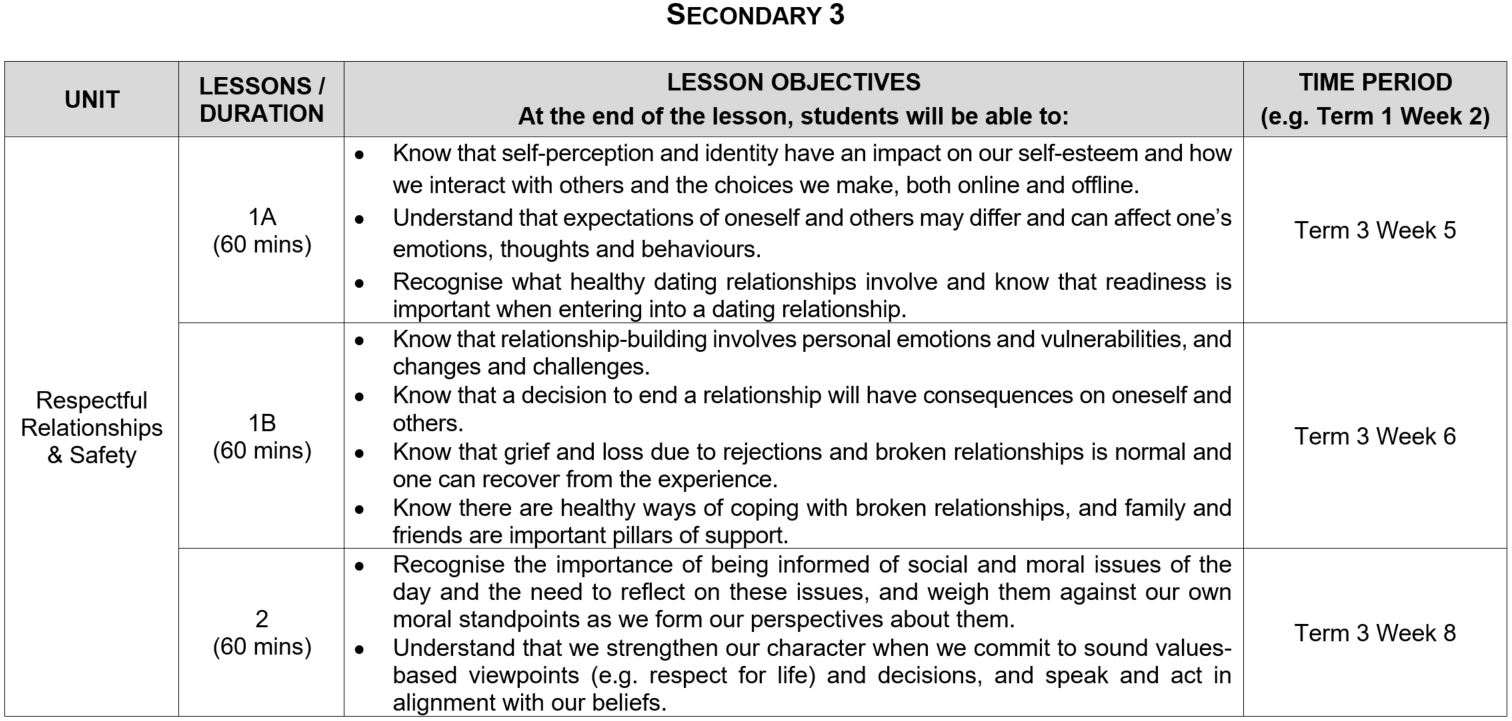 SECONDARY 3
UNIT
LESSONS /
DURATION
LESSON OBJECTIVES
At the end of the lesson, students will be able to:
TIME PERIOD
(e.g. Term 1 Week 2)
Respectful
Relationships
& Safety
1A
(60 mins)
• Know that self-perception and identity have an impact on our self-esteem and how
we interact with others and the choices we make, both online and offline.
• Understand that expectations of oneself and others may differ and can affect one’s
emotions, thoughts and behaviours.
• Recognise what healthy dating relationships involve and know that readiness is
important when entering into a dating relationship.
Term 3 Week 5
1B
(60 mins)
• Know that relationship-building involves personal emotions and vulnerabilities, and
changes and challenges.
• Know that a decision to end a relationship will have consequences on oneself and
others.
• Know that grief and loss due to rejections and broken relationships is normal and
one can recover from the experience.
• Know there are healthy ways of coping with broken relationships, and family and
friends are important pillars of support.
Term 3 Week 6
2
(60 mins)
• Recognise the importance of being informed of social and moral issues of the
day and the need to reflect on these issues, and weigh them against our own
moral standpoints as we form our perspectives about them.
• Understand that we strengthen our character when we commit to sound values-
based viewpoints (e.g. respect for life) and decisions, and speak and act in
alignment with our beliefs.
Term 3 Week 8